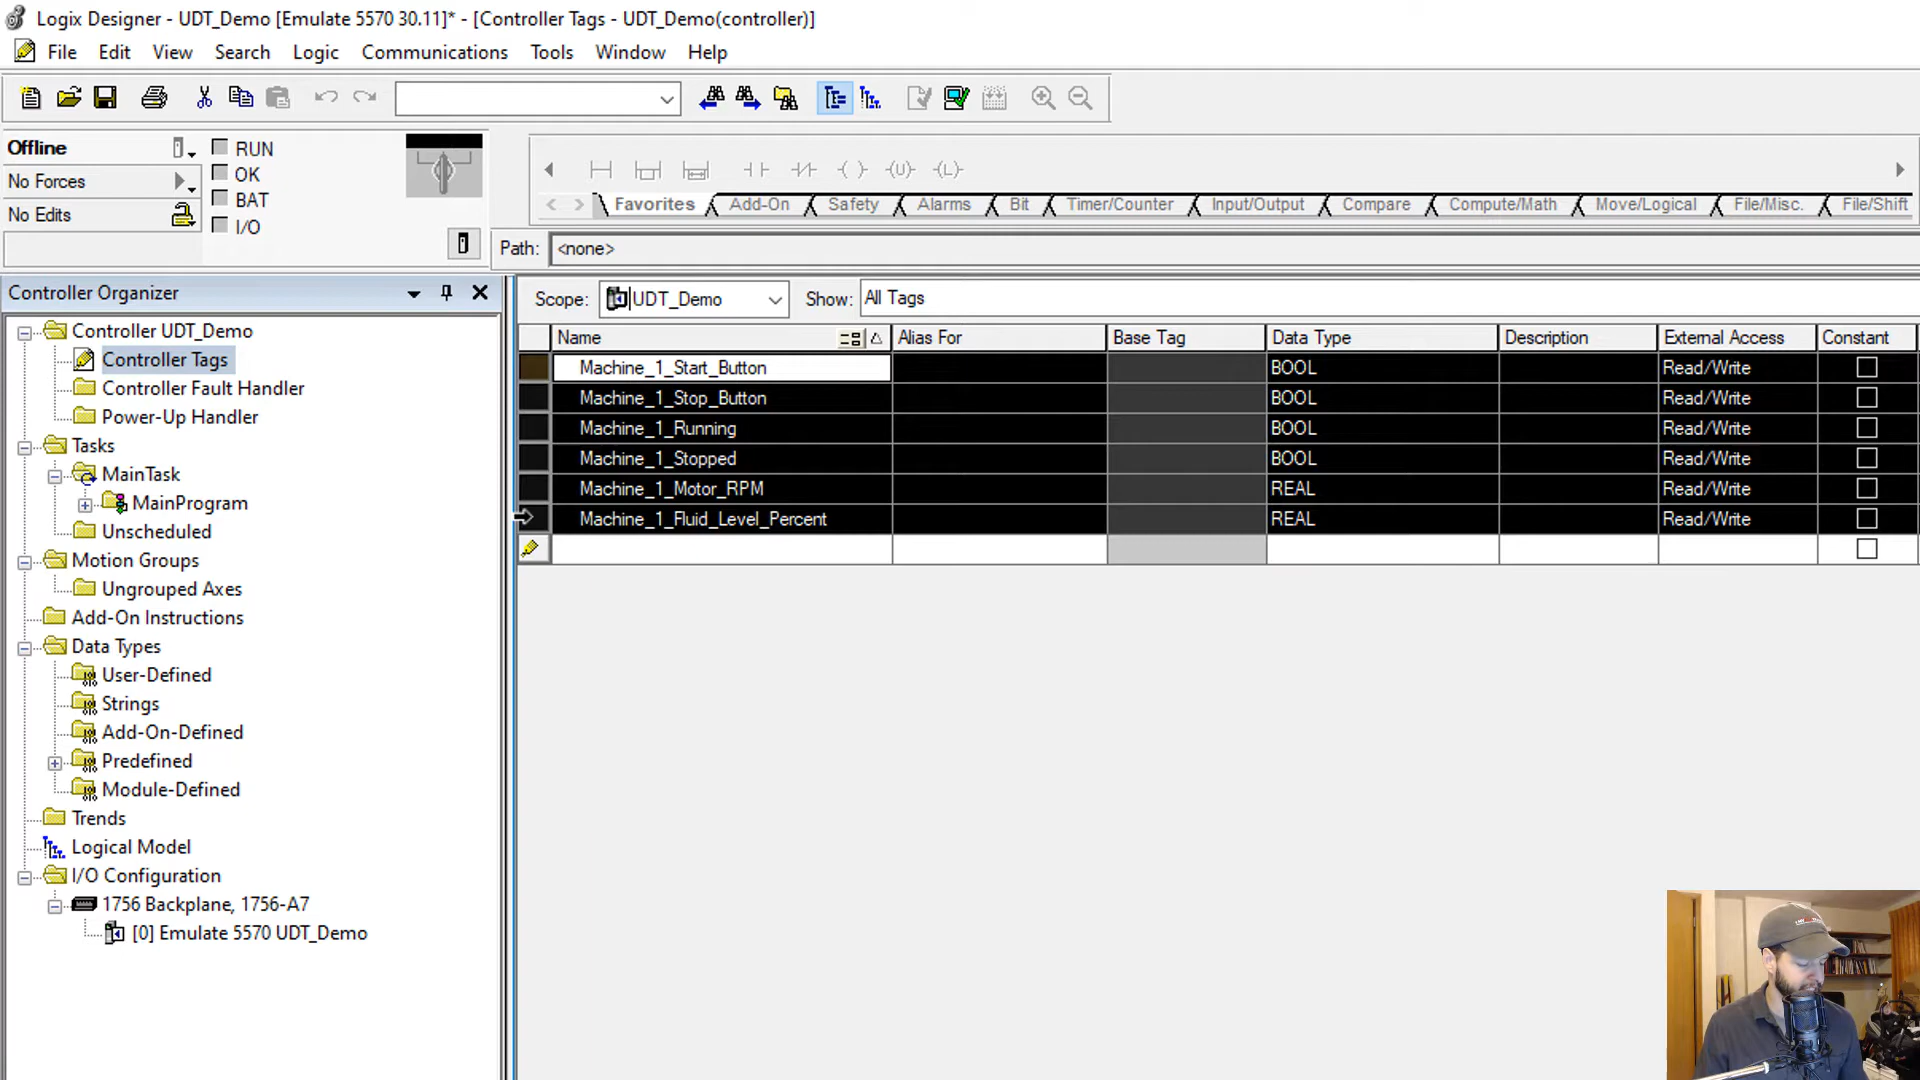 Logix Designer - UDT_Demo [Emulate 5570 30.11]* - [Controller Tags - UDT_Demo(controller)]
File Edit View Search Logic Communications Tools Window Help
Offline RUN
No Forces OK
No Edits BAT
I/O
Favorites Add-On Safety Alarms Bit Timer/Counter Input/Output Compare Compute/Math Move/Logical File/Misc. File/Shift
Path: <none>
Controller Organizer
Controller UDT_Demo
Controller Tags
Controller Fault Handler
Power-Up Handler
Tasks
MainTask
MainProgram
Unscheduled
Motion Groups
Ungrouped Axes
Add-On Instructions
Data Types
User-Defined
Strings
Add-On-Defined
Predefined
Module-Defined
Trends
Logical Model
I/O Configuration
1756 Backplane, 1756-A7
[0] Emulate 5570 UDT_Demo
Scope: UDT_Demo Show: All Tags
Name Alias For Base Tag Data Type Description External Access Constant
Machine_1_Start_Button BOOL Read/Write
Machine_1_Stop_Button BOOL Read/Write
Machine_1_Running BOOL Read/Write
Machine_1_Stopped BOOL Read/Write
Machine_1_Motor_RPM REAL Read/Write
Machine_1_Fluid_Level_Percent REAL Read/Write